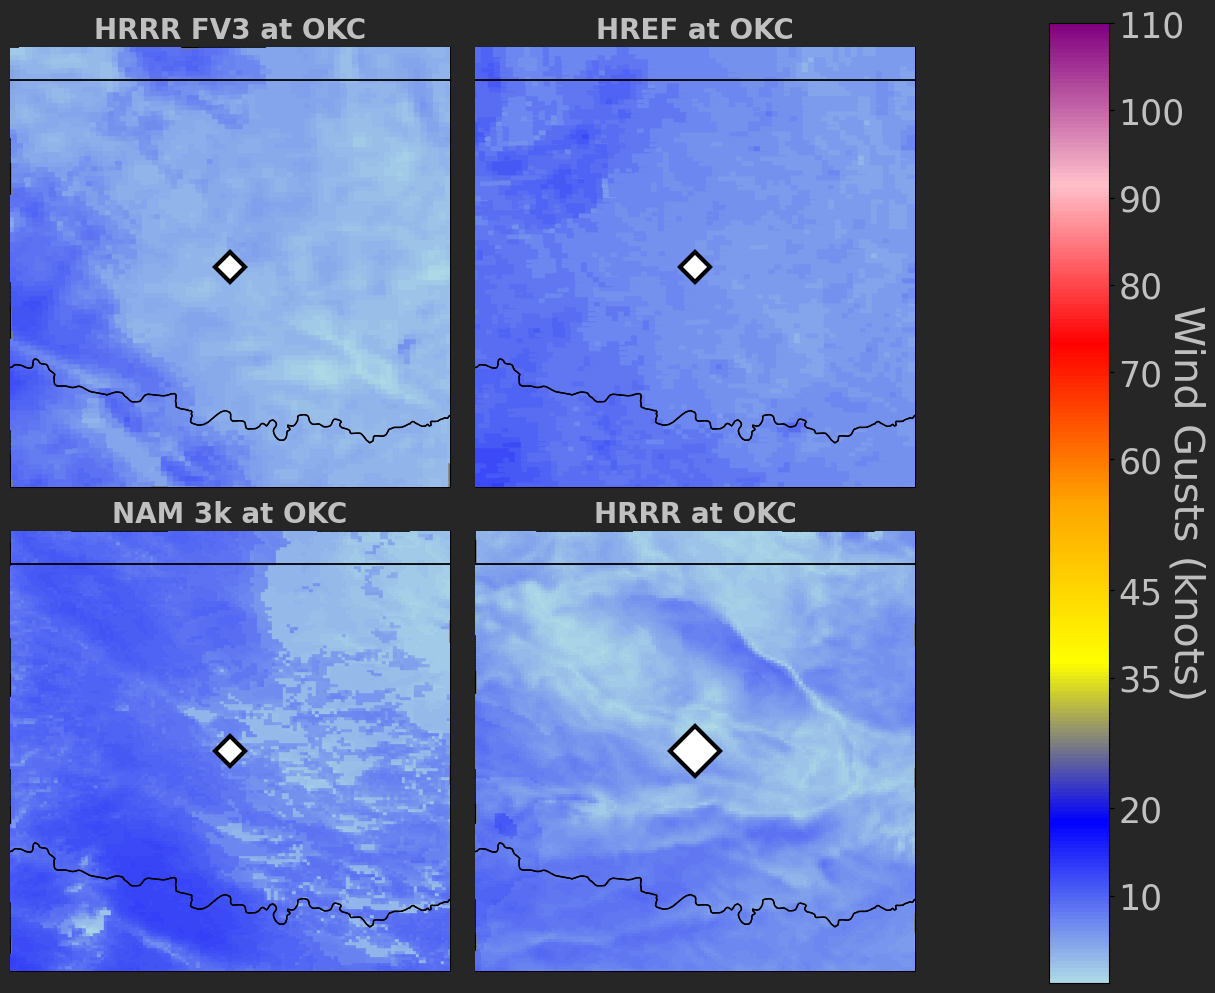 HRRR FV3 at OKC
HREF at OKC
NAM 3k at OKC
HRRR at OKC
110
100
90
80
70
60
45
35
20
10
Wind Gusts (knots)